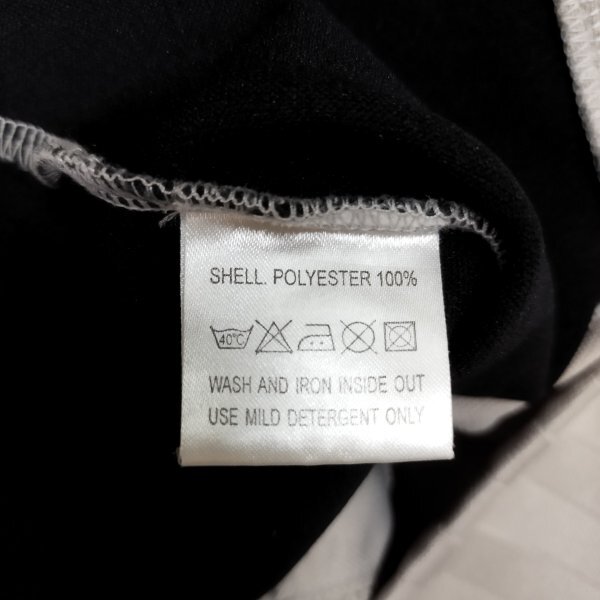 SHELL. POLYESTER 100%
40°C
WASH AND IRON INSIDE OUT
USE MILD DETERGENT ONLY